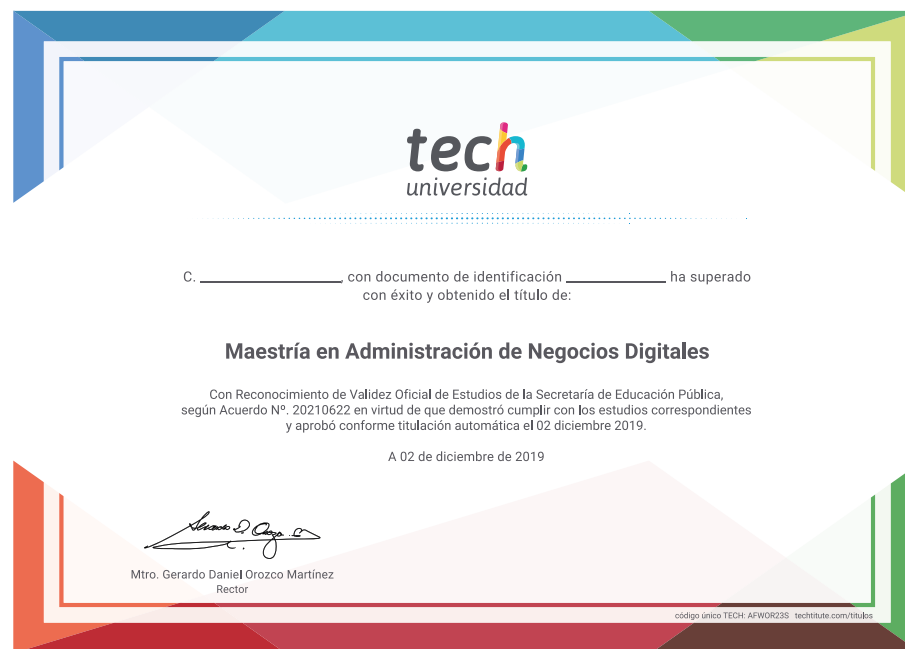 tech
universidad
C. ____________, con documento de identificación ____________ ha superado
con éxito y obtenido el título de:
Maestría en Administración de Negocios Digitales
Con Reconocimiento de Validez Oficial de Estudios de la Secretaría de Educación Pública,
según Acuerdo Nº. 20210622 en virtud de que demostró cumplir con los estudios correspondientes
y aprobó conforme titulación automática el 02 diciembre 2019.
A 02 de diciembre de 2019
Mtro. Gerardo Daniel Orozco Martínez
Rector
código único TECH: AFWOR23S techtitute.com/titulos